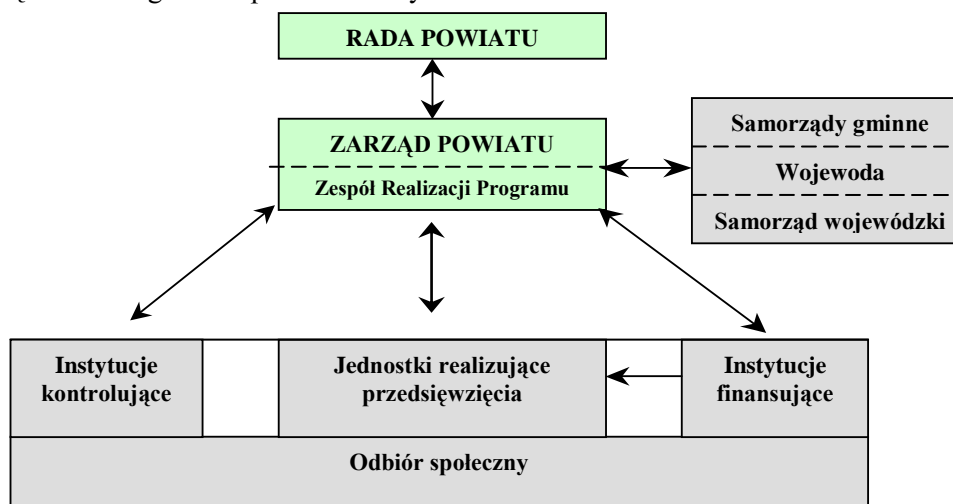 RADA POWIATU
ZARZĄD POWIATU
Zespół Realizacji Programu
Samorządy gminne
Wojewoda
Samorząd wojewódzki
Instytucje
kontrolujące
Jednostki realizujące
przedsięwzięcia
Instytucje
finansujące
Odbiór społeczny